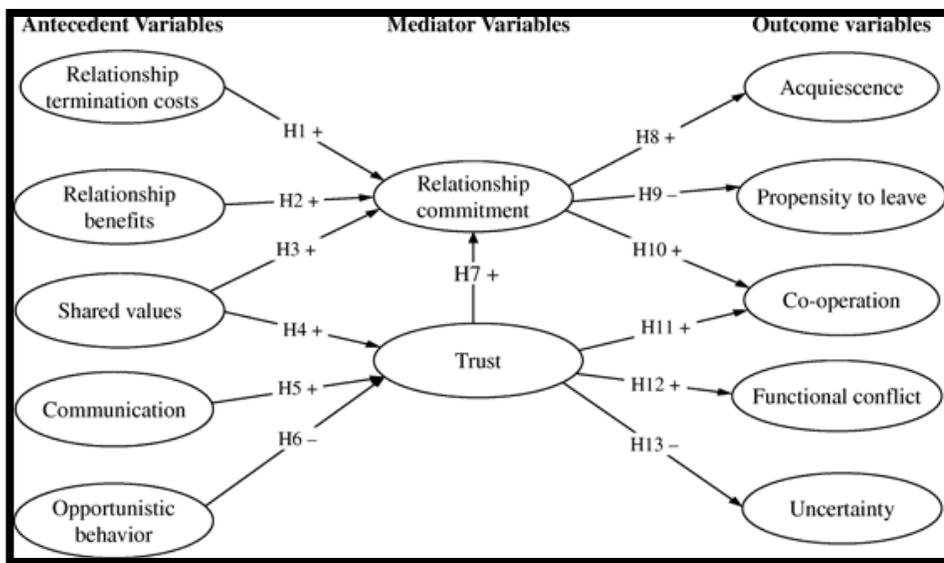 Antecedent Variables
Mediator Variables
Outcome variables
Relationship
termination costs
Relationship
benefits
Shared values
Communication
Opportunistic
behavior
H1 +
H2 +
H3 +
H4 +
H5 +
H6 –
Relationship
commitment
H7 +
Trust
H8 +
H9 –
H10 +
H11 +
H12 +
H13 –
Acquiescence
Propensity to leave
Co-operation
Functional conflict
Uncertainty